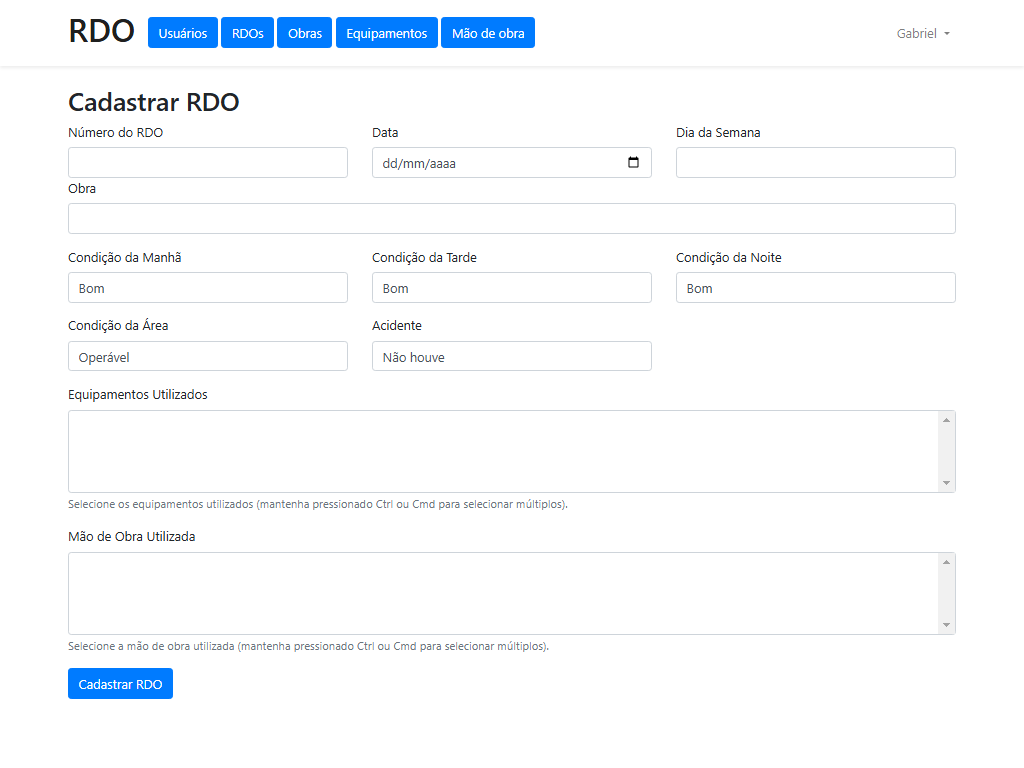 RDO Usuários RDOs Obras Equipamentos Mão de obra Gabriel
Cadastrar RDO
Número do RDO Data Dia da Semana
dd/mm/aaaa
Obra
Condição da Manhã Condição da Tarde Condição da Noite
Bom Bom Bom
Condição da Área Acidente
Operável Não houve
Equipamentos Utilizados
Selecione os equipamentos utilizados (mantenha pressionado Ctrl ou Cmd para selecionar múltiplos).
Mão de Obra Utilizada
Selecione a mão de obra utilizada (mantenha pressionado Ctrl ou Cmd para selecionar múltiplos).
Cadastrar RDO